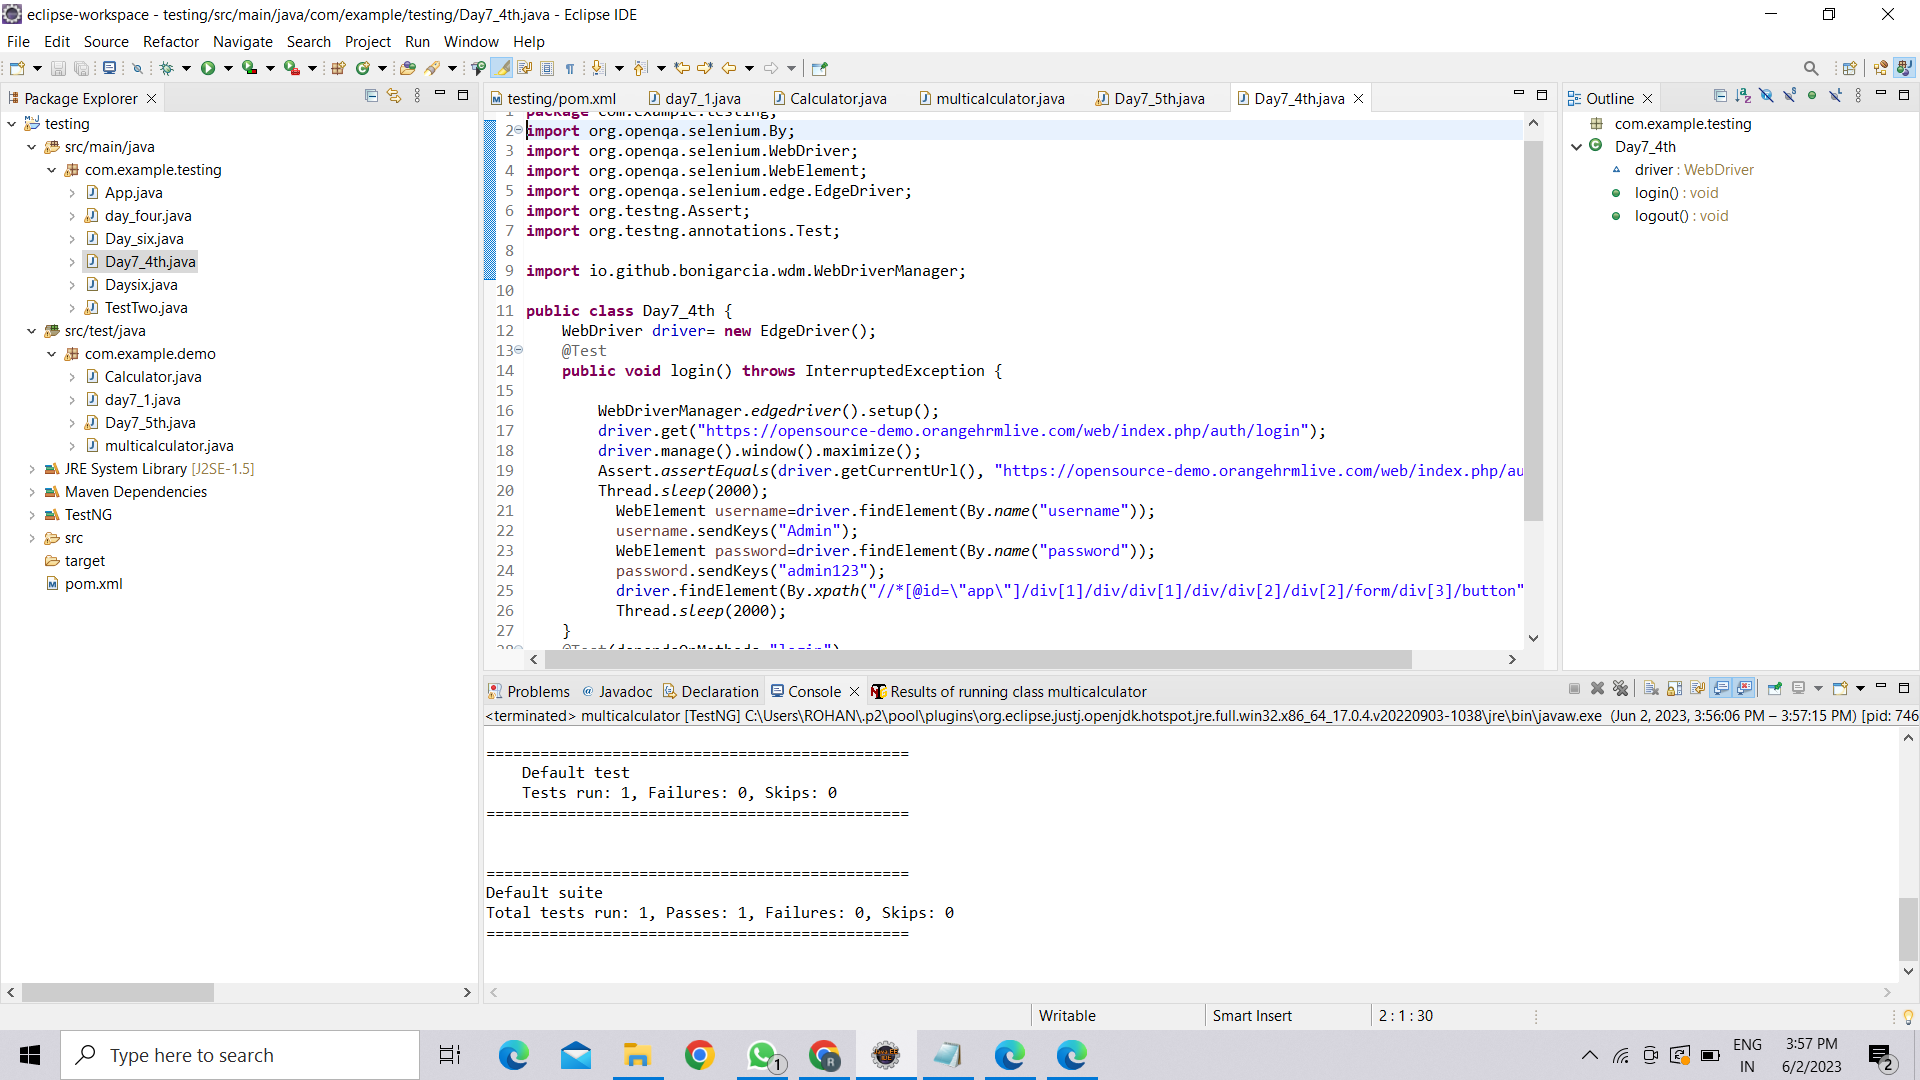 eclipse-workspace - testing/src/main/java/com/example/testing/Day7_4th.java - Eclipse IDE
File Edit Source Refactor Navigate Search Project Run Window Help
Package Explorer
testing
src/main/java
com.example.testing
App.java
day_four.java
Day_six.java
Day7_4th.java
Daysix.java
TestTwo.java
src/test/java
com.example.demo
Calculator.java
day7_1.java
Day7_5th.java
multicalculator.java
JRE System Library [J2SE-1.5]
Maven Dependencies
TestNG
src
target
pom.xml
testing/pom.xml day7_1.java Calculator.java multicalculator.java Day7_5th.java Day7_4th.java
1 package com.example.testing;
2 import org.openqa.selenium.By;
3 import org.openqa.selenium.WebDriver;
4 import org.openqa.selenium.WebElement;
5 import org.openqa.selenium.edge.EdgeDriver;
6 import org.testng.Assert;
7 import org.testng.annotations.Test;
8
9 import io.github.bonigarcia.wdm.WebDriverManager;
10
11 public class Day7_4th {
12 WebDriver driver= new EdgeDriver();
13 @Test
14 public void login() throws InterruptedException {
15
16 WebDriverManager.edgedriver().setup();
17 driver.get("https://opensource-demo.orangehrmlive.com/web/index.php/auth/login");
18 driver.manage().window().maximize();
19 Assert.assertEquals(driver.getCurrentUrl(), "https://opensource-demo.orangehrmlive.com/web/index.php/au
20 Thread.sleep(2000);
21 WebElement username=driver.findElement(By.name("username"));
22 username.sendKeys("Admin");
23 WebElement password=driver.findElement(By.name("password"));
24 password.sendKeys("admin123");
25 driver.findElement(By.xpath("//*[@id=\"app\"]/div[1]/div/div[1]/div/div[2]/div[2]/form/div[3]/button"
26 Thread.sleep(2000);
27 }
28 @Test(dependsOnMethods="login")
Outline
com.example.testing
Day7_4th
driver : WebDriver
login() : void
logout() : void
Problems @ Javadoc Declaration Console Results of running class multicalculator
<terminated> multicalculator [TestNG] C:\Users\ROHAN\.p2\pool\plugins\org.eclipse.justj.openjdk.hotspot.jre.full.win32.x86_64_17.0.4.v20220903-1038\jre\bin\javaw.exe (Jun 2, 2023, 3:56:06 PM – 3:57:15 PM) [pid: 746
===============================================
Default test
Tests run: 1, Failures: 0, Skips: 0
===============================================
===============================================
Default suite
Total tests run: 1, Passes: 1, Failures: 0, Skips: 0
===============================================
Writable Smart Insert 2 : 1 : 30
Type here to search
1
R
ENG
IN
3:57 PM
6/2/2023
2